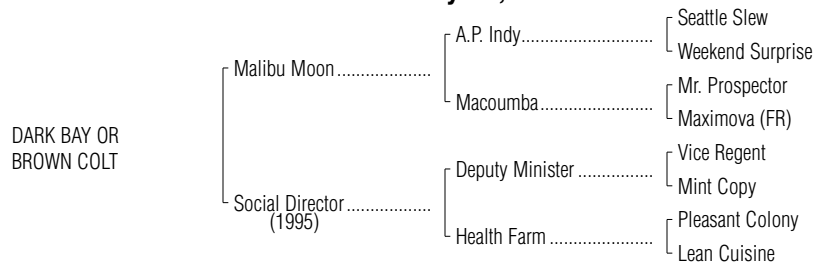 Seattle Slew
A.P. Indy
Weekend Surprise
Malibu Moon
Mr. Prospector
Macoumba
Maximova (FR)
DARK BAY OR
BROWN COLT
Vice Regent
Deputy Minister
Mint Copy
Social Director
(1995)
Pleasant Colony
Health Farm
Lean Cuisine